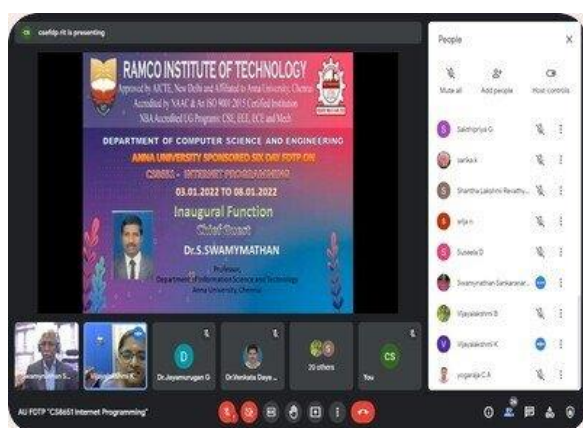 CS csefdp rit is presenting
RAMCO INSTITUTE OF TECHNOLOGY
Approved by AICTE, New Delhi and Affiliated to Anna University, Chennai
Accredited by NAAC & An ISO 9001:2015 Certified Institution
NBA Accredited UG Programs: CSE, EEE, ECE and Mech
DEPARTMENT OF COMPUTER SCIENCE AND ENGINEERING
ANNA UNIVERSITY SPONSORED SIX DAY FDTP ON
CS8651 - INTERNET PROGRAMMING
03.01.2022 TO 08.01.2022
Inaugural Function
Chief Guest
Dr.S.SWAMYMATHAN
Professor,
Department of Information Science and Technology
Anna University, Chennai
People
Mute all
Add people
Host controls
S Sakthipriya G
sarika.k
S Shantha Lakshmi Revathy...
s srija n
S Suseela D
Swamynathan Sankaranar...
Vijayalakshmi B
V Vijayalakshmi K
yogaraja C A
Swamynathan S...
Vijayalakshmi K
D
Dr.Jayamurugan G
Dr.Venkata Daya ...
S
20 others
CS
You
AU FDTP "CS8651 Internet Programming"
26